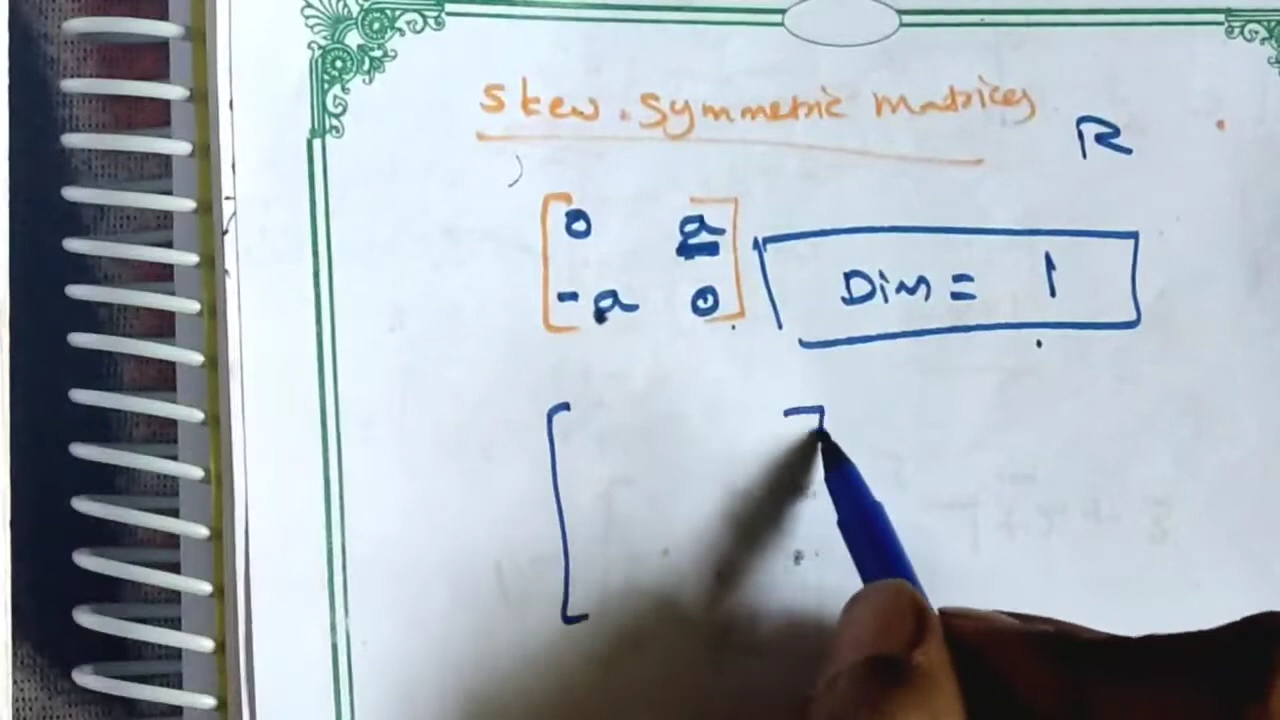 skew.symmetric matrices
R
[0 a
-a 0]
Dim = 1
[ ]